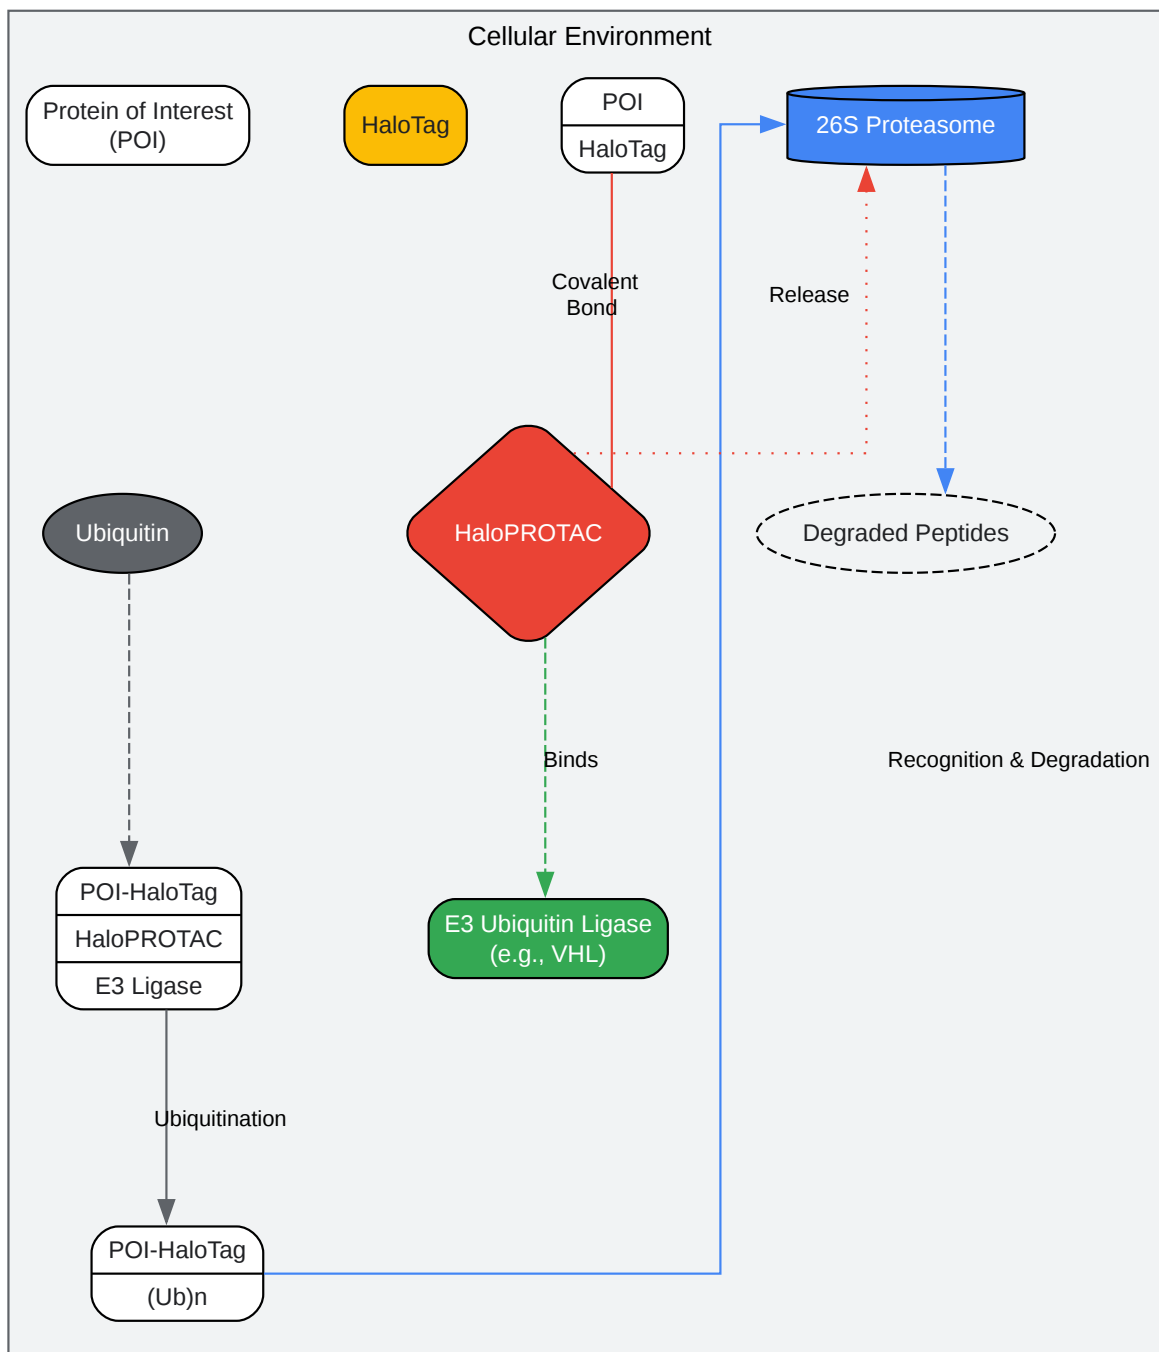 Cellular Environment
Protein of Interest
(POI)
HaloTag
POI
HaloTag
26S Proteasome
Covalent
Bond
Release
Ubiquitin
HaloPROTAC
Degraded Peptides
Binds
Recognition & Degradation
POI-HaloTag
HaloPROTAC
E3 Ligase
E3 Ubiquitin Ligase
(e.g., VHL)
Ubiquitination
POI-HaloTag
(Ub)n